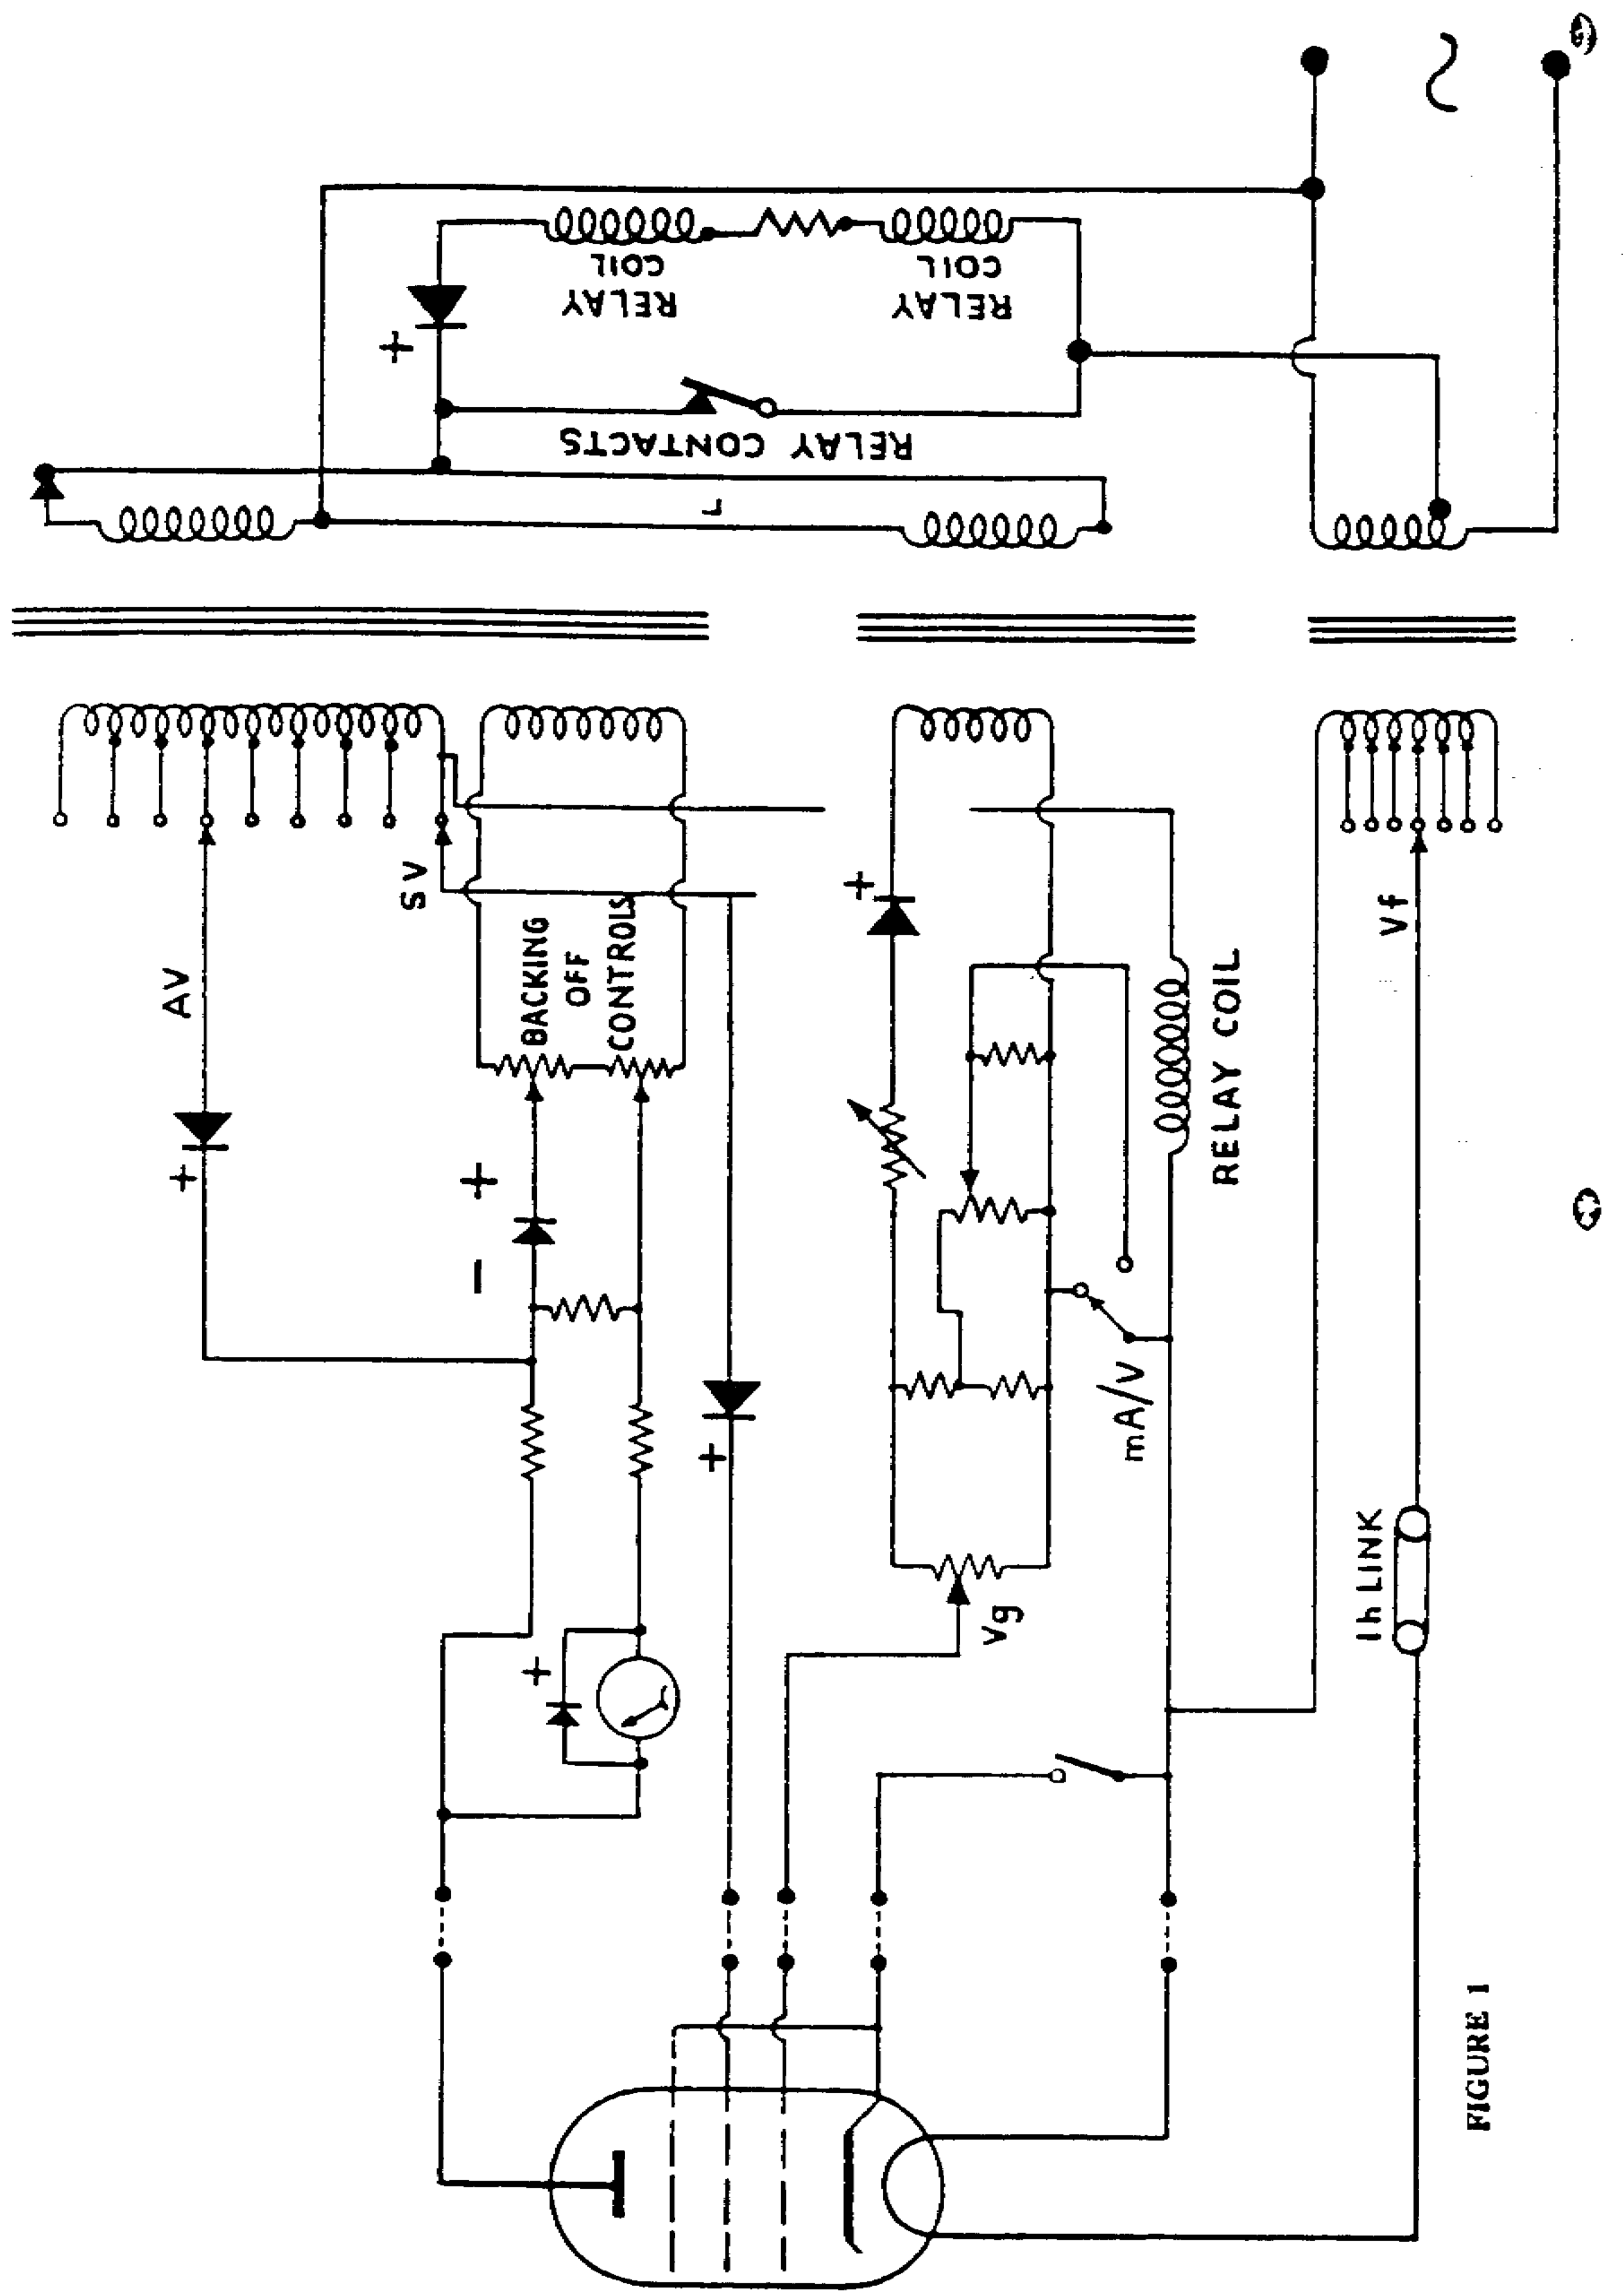 RELAY
COIL
RELAY
COIL
+
RELAY CONTACTS
~
AV
+
SV
BACKING
OFF
CONTROLS
+
-
+
+
+
Vg
mA/V
RELAY COIL
Vf
Ih LINK
FIGURE 1